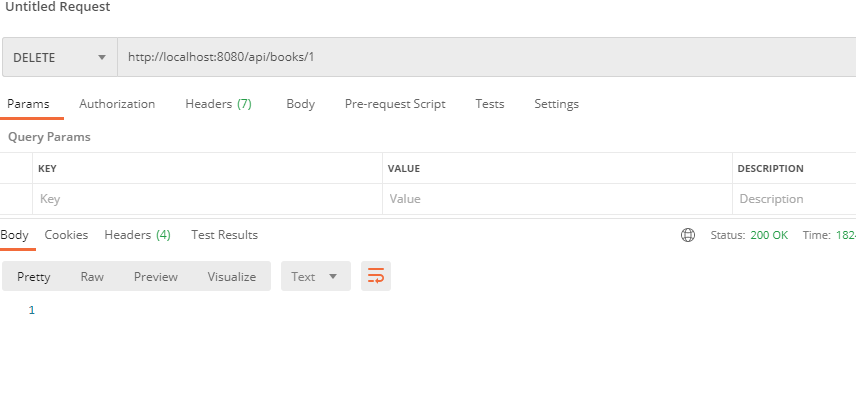 Untitled Request
DELETE http://localhost:8080/api/books/1
Params Authorization Headers (7) Body Pre-request Script Tests Settings
Query Params
KEY VALUE DESCRIPTION
Key Value Description
Body Cookies Headers (4) Test Results Status: 200 OK Time: 182
Pretty Raw Preview Visualize Text
1